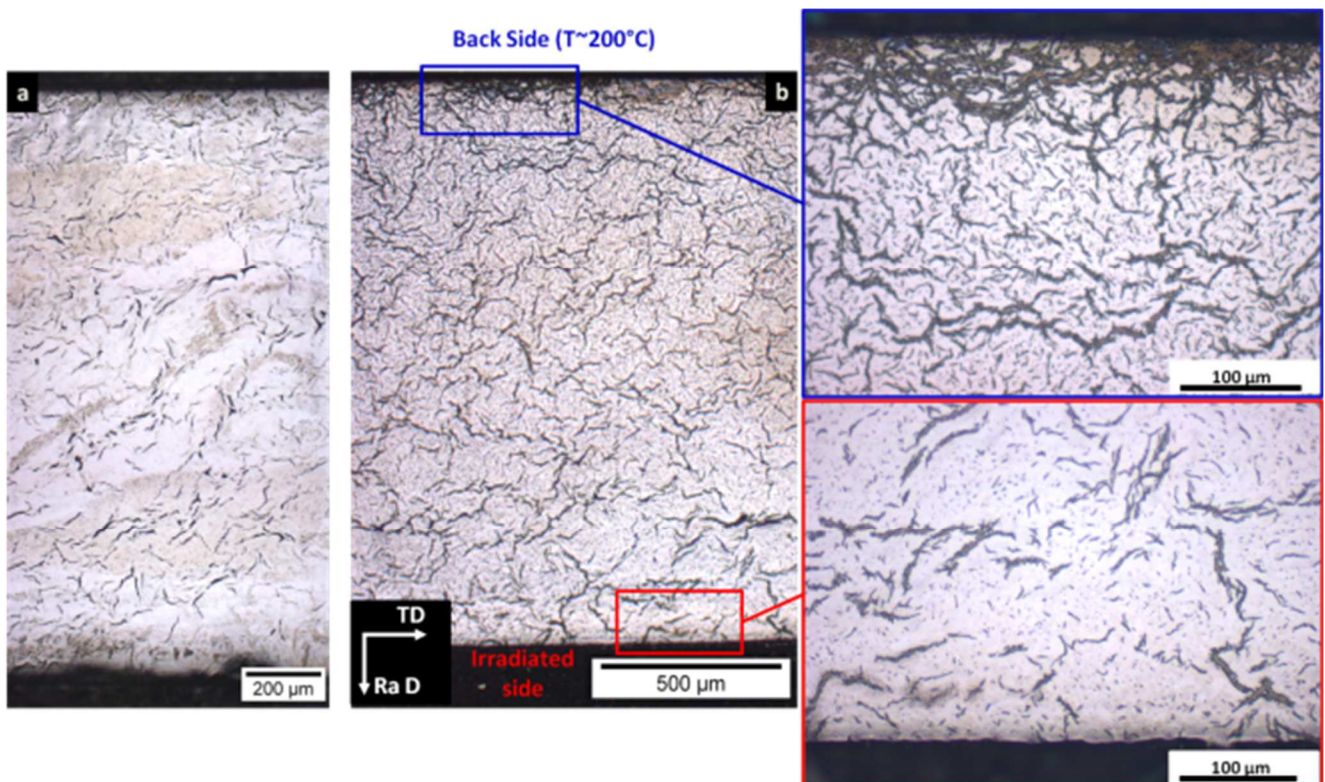 Back Side (T~200°C)
a
b
TD
Ra D
Irradiated
side
200 µm
500 µm
100 µm
100 µm